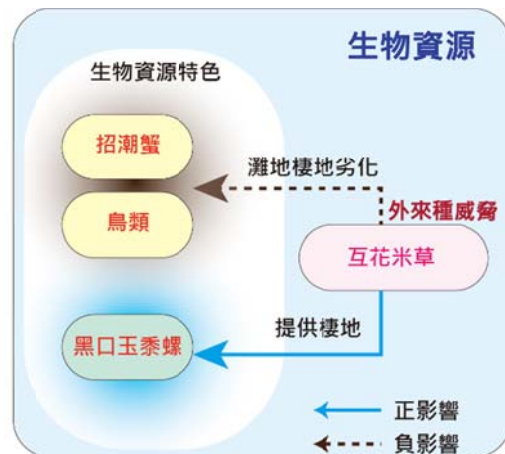 生物資源
生物資源特色
招潮蟹
灘地棲地劣化
鳥類
外來種威脅
互花米草
提供棲地
黑口玉黍螺
正影響
負影響